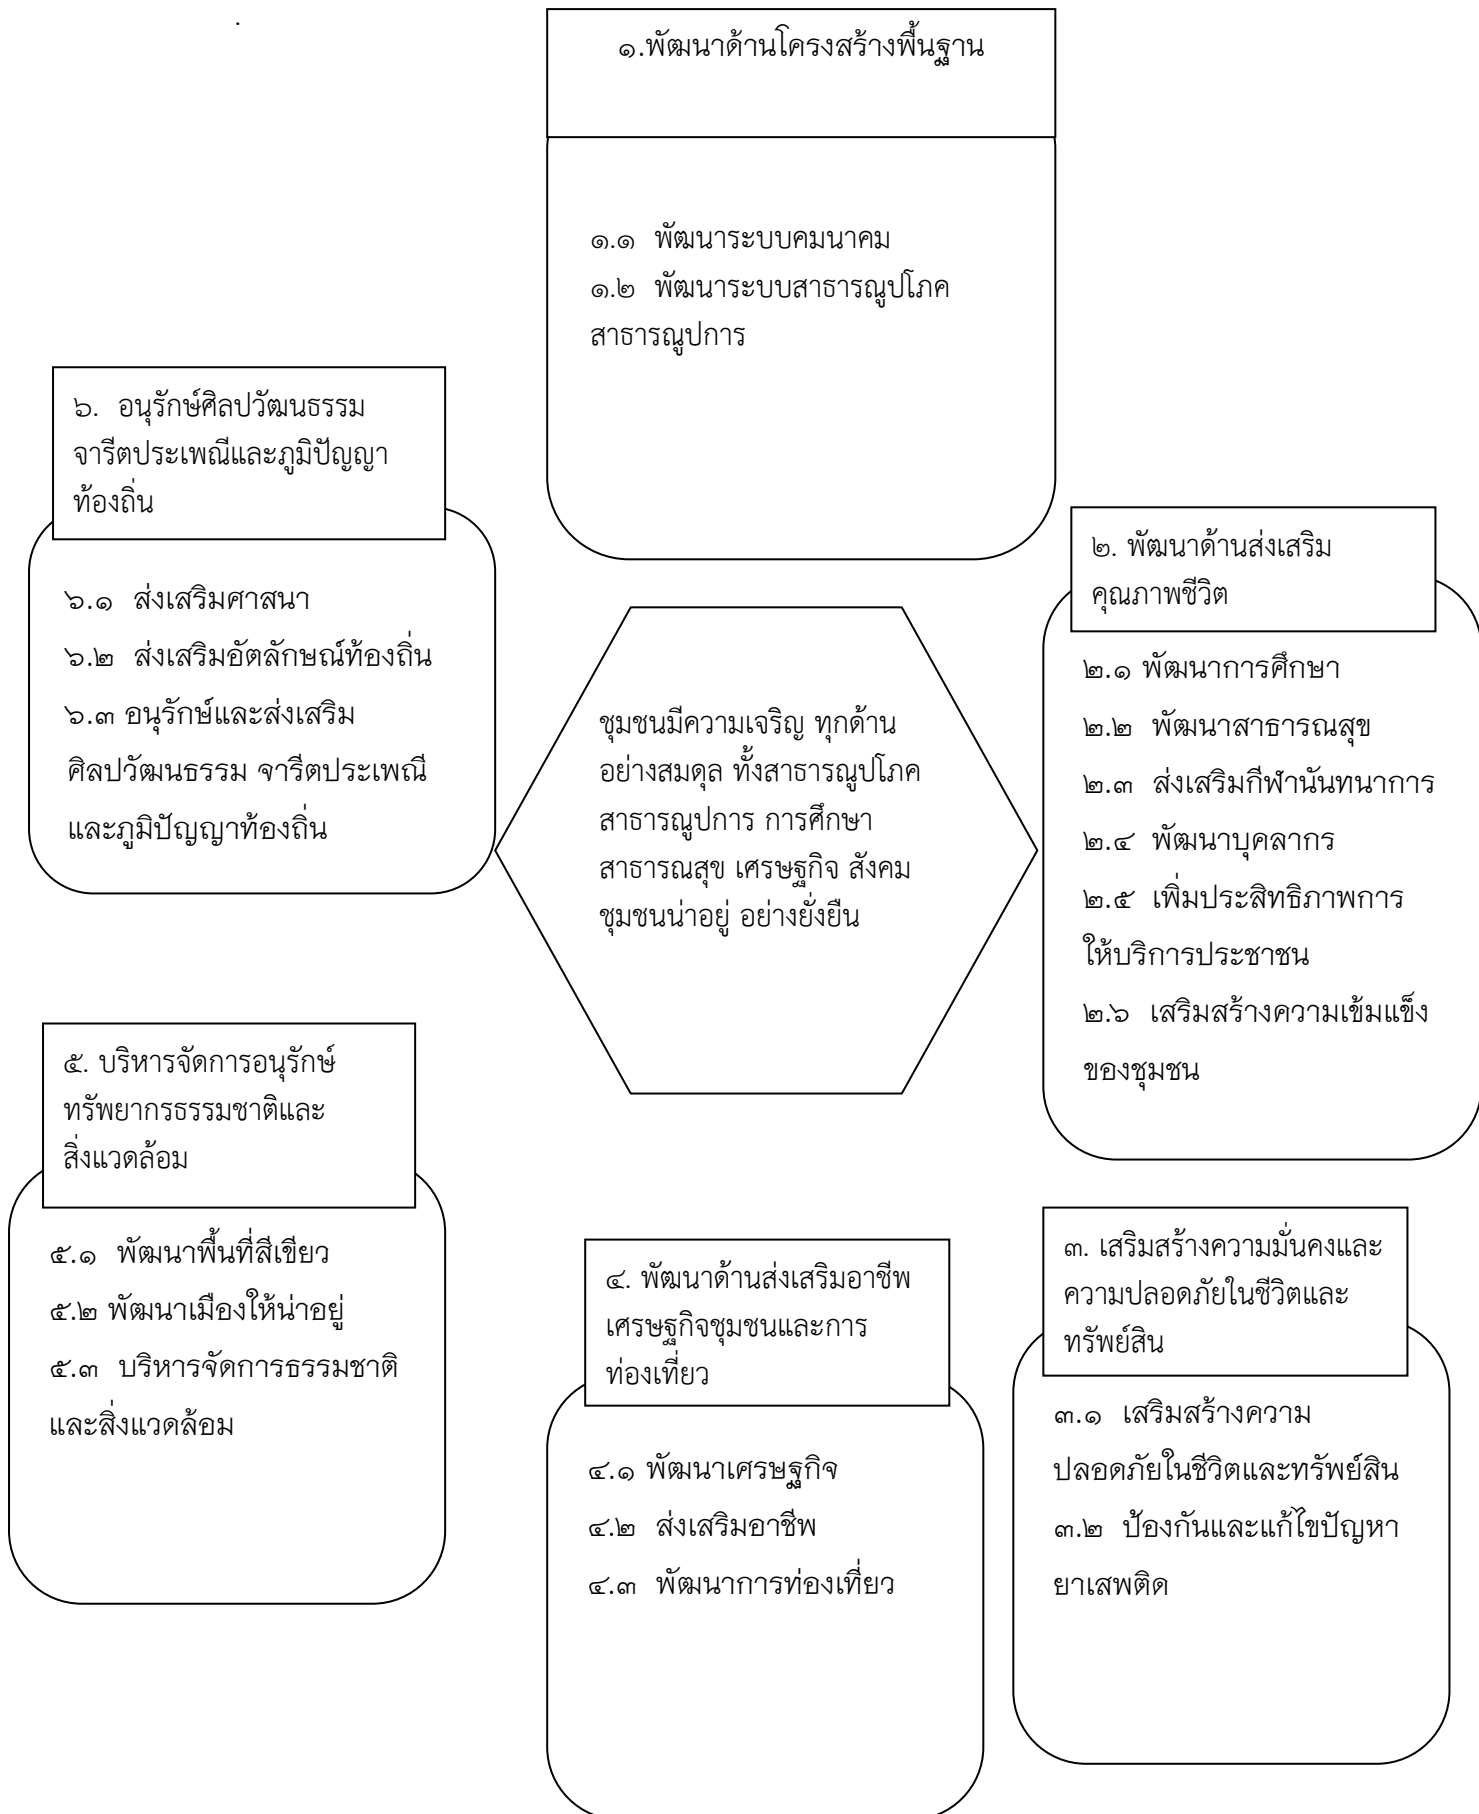 ๑.พัฒนาด้านโครงสร้างพื้นฐาน
๑.๑ พัฒนาระบบคมนาคม
๑.๒ พัฒนาระบบสาธารณูปโภค
สาธารณูปการ
๖. อนุรักษ์ศิลปวัฒนธรรม
จารีตประเพณีและภูมิปัญญา
ท้องถิ่น
๖.๑ ส่งเสริมศาสนา
๖.๒ ส่งเสริมอัตลักษณ์ท้องถิ่น
๖.๓ อนุรักษ์และส่งเสริม
ศิลปวัฒนธรรม จารีตประเพณี
และภูมิปัญญาท้องถิ่น
๒. พัฒนาด้านส่งเสริม
คุณภาพชีวิต
๒.๑ พัฒนาการศึกษา
๒.๒ พัฒนาสาธารณสุข
๒.๓ ส่งเสริมกีฬานันทนาการ
๒.๔ พัฒนาบุคลากร
๒.๕ เพิ่มประสิทธิภาพการ
ให้บริการประชาชน
๒.๖ เสริมสร้างความเข้มแข็ง
ของชุมชน
ชุมชนมีความเจริญ ทุกด้าน
อย่างสมดุล ทั้งสาธารณูปโภค
สาธารณูปการ การศึกษา
สาธารณสุข เศรษฐกิจ สังคม
ชุมชนน่าอยู่ อย่างยั่งยืน
๕. บริหารจัดการอนุรักษ์
ทรัพยากรธรรมชาติและ
สิ่งแวดล้อม
๕.๑ พัฒนาพื้นที่สีเขียว
๕.๒ พัฒนาเมืองให้น่าอยู่
๕.๓ บริหารจัดการธรรมชาติ
และสิ่งแวดล้อม
๔. พัฒนาด้านส่งเสริมอาชีพ
เศรษฐกิจชุมชนและการ
ท่องเที่ยว
๔.๑ พัฒนาเศรษฐกิจ
๔.๒ ส่งเสริมอาชีพ
๔.๓ พัฒนาการท่องเที่ยว
๓. เสริมสร้างความมั่นคงและ
ความปลอดภัยในชีวิตและ
ทรัพย์สิน
๓.๑ เสริมสร้างความ
ปลอดภัยในชีวิตและทรัพย์สิน
๓.๒ ป้องกันและแก้ไขปัญหา
ยาเสพติด